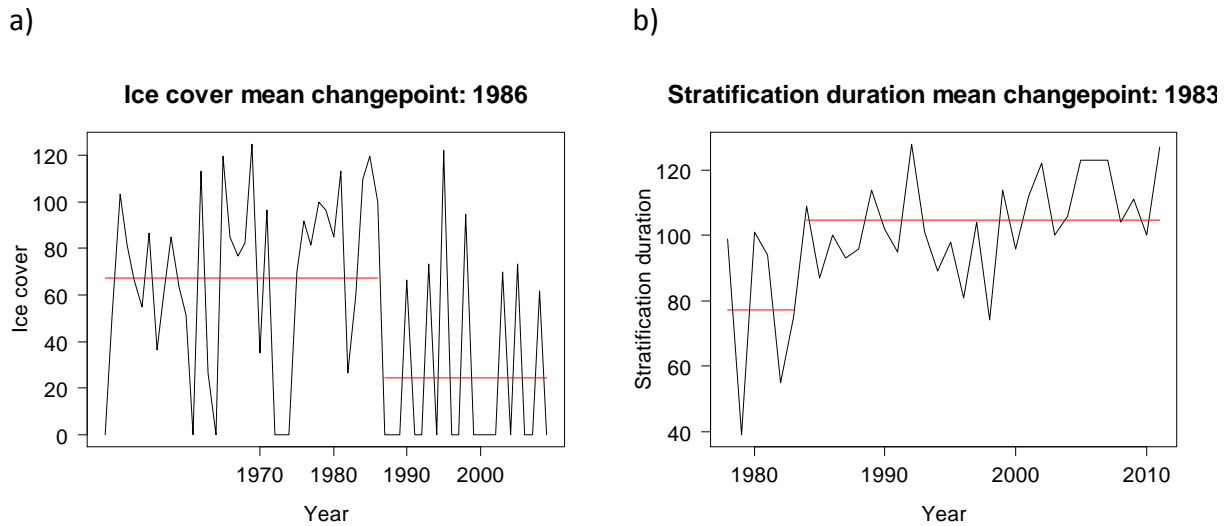 a)
b)
Ice cover mean changepoint: 1986
Stratification duration mean changepoint: 1983
Ice cover
120
100
80
60
40
20
0
1970 1980 1990 2000
Year
Stratification duration
120
100
80
60
40
1980 1990 2000 2010
Year